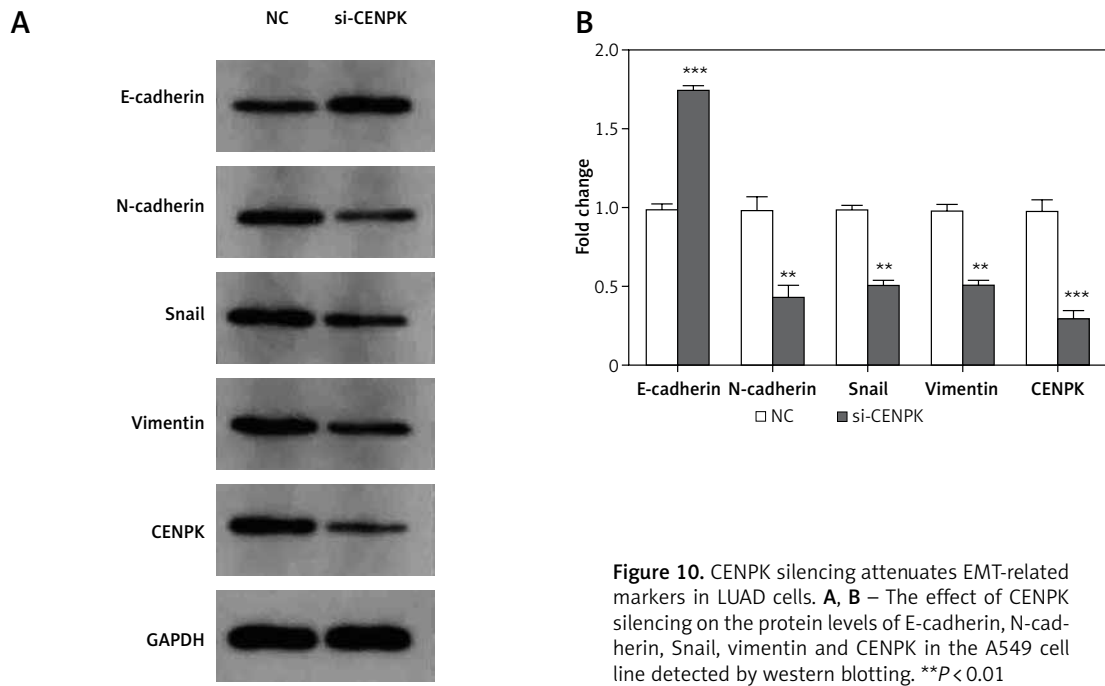 A
NC si-CENPK
E-cadherin
N-cadherin
Snail
Vimentin
CENPK
GAPDH
B
2.0
1.5
1.0
0.5
0
Fold change
***
**
**
**
***
E-cadherin N-cadherin Snail Vimentin CENPK
NC si-CENPK
Figure 10. CENPK silencing attenuates EMT-related
markers in LUAD cells. A, B – The effect of CENPK
silencing on the protein levels of E-cadherin, N-cad-
herin, Snail, vimentin and CENPK in the A549 cell
line detected by western blotting. **P < 0.01